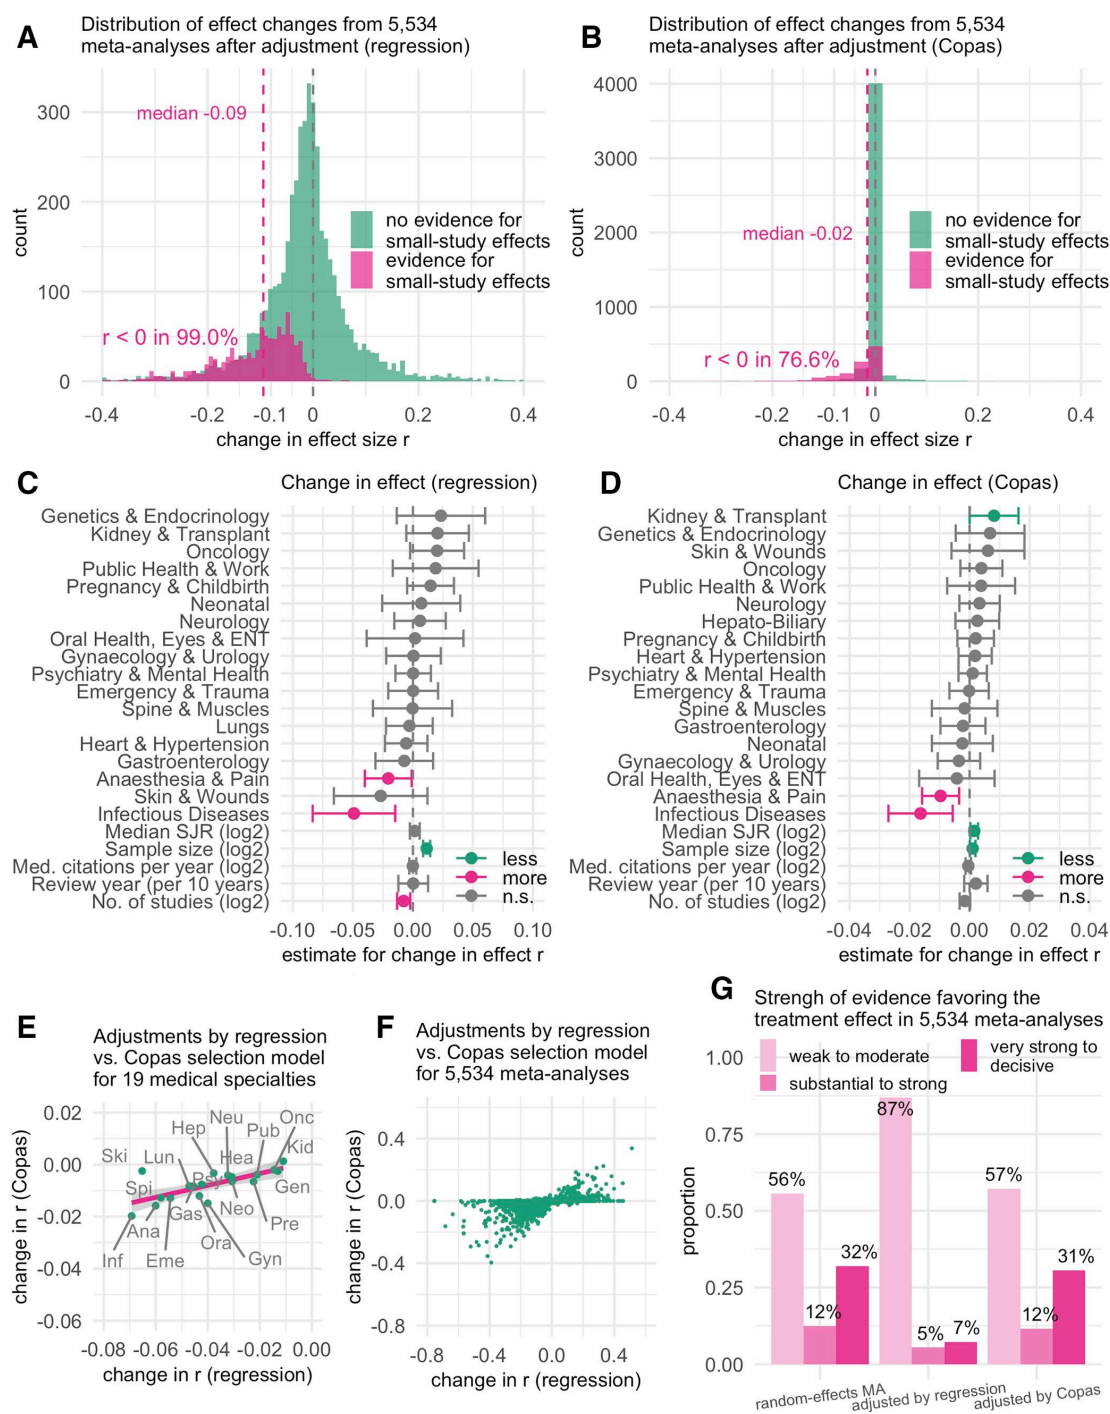 A
Distribution of effect changes from 5,534
meta-analyses after adjustment (regression)
median -0.09
r < 0 in 99.0%
no evidence for
small-study effects
evidence for
small-study effects
count
300
200
100
0
-0.4
-0.2
-0.1
0
0.2
0.4
change in effect size r
B
Distribution of effect changes from 5,534
meta-analyses after adjustment (Copas)
median -0.02
r < 0 in 76.6%
no evidence for
small-study effects
evidence for
small-study effects
count
4000
3000
2000
1000
0
-0.4
-0.2
-0.1
0
0.2
0.4
change in effect size r
C
Change in effect (regression)
Genetics & Endocrinology
Kidney & Transplant
Oncology
Public Health & Work
Pregnancy & Childbirth
Neonatal
Neurology
Oral Health, Eyes & ENT
Gynaecology & Urology
Psychiatry & Mental Health
Emergency & Trauma
Spine & Muscles
Lungs
Heart & Hypertension
Gastroenterology
Anaesthesia & Pain
Skin & Wounds
Infectious Diseases
Median SJR (log2)
Sample size (log2)
Med. citations per year (log2)
Review year (per 10 years)
No. of studies (log2)
less
more
n.s.
-0.10
-0.05
0.00
0.05
0.10
estimate for change in effect r
D
Change in effect (Copas)
Kidney & Transplant
Genetics & Endocrinology
Skin & Wounds
Oncology
Public Health & Work
Neurology
Hepato-Biliary
Pregnancy & Childbirth
Heart & Hypertension
Psychiatry & Mental Health
Emergency & Trauma
Spine & Muscles
Gastroenterology
Neonatal
Gynaecology & Urology
Oral Health, Eyes & ENT
Anaesthesia & Pain
Infectious Diseases
Median SJR (log2)
Sample size (log2)
Med. citations per year (log2)
Review year (per 10 years)
No. of studies (log2)
less
more
n.s.
-0.04
-0.02
0.00
0.02
0.04
estimate for change in effect r
E
Adjustments by regression
vs. Copas selection model
for 19 medical specialties
change in r (Copas)
0.02
0.00
-0.02
-0.04
-0.06
Neu
Onc
Hep
Pub
Ski
Lun
Hea
Kid
Spi
Psy
Gen
Gas
Neo
Ana
Pre
Ora
Inf
Eme
Gyn
-0.08
-0.06
-0.04
-0.02
0.00
change in r (regression)
F
Adjustments by regression
vs. Copas selection model
for 5,534 meta-analyses
change in r (Copas)
0.4
0.0
-0.4
-0.8
-0.8
-0.4
0.0
0.4
change in r (regression)
G
Strengh of evidence favoring the
treatment effect in 5,534 meta-analyses
weak to moderate
substantial to strong
very strong to
decisive
proportion
1.00
0.75
0.50
0.25
0.00
56%
12%
32%
87%
5%
7%
57%
12%
31%
random-effects MA
adjusted by regression
adjusted by Copas